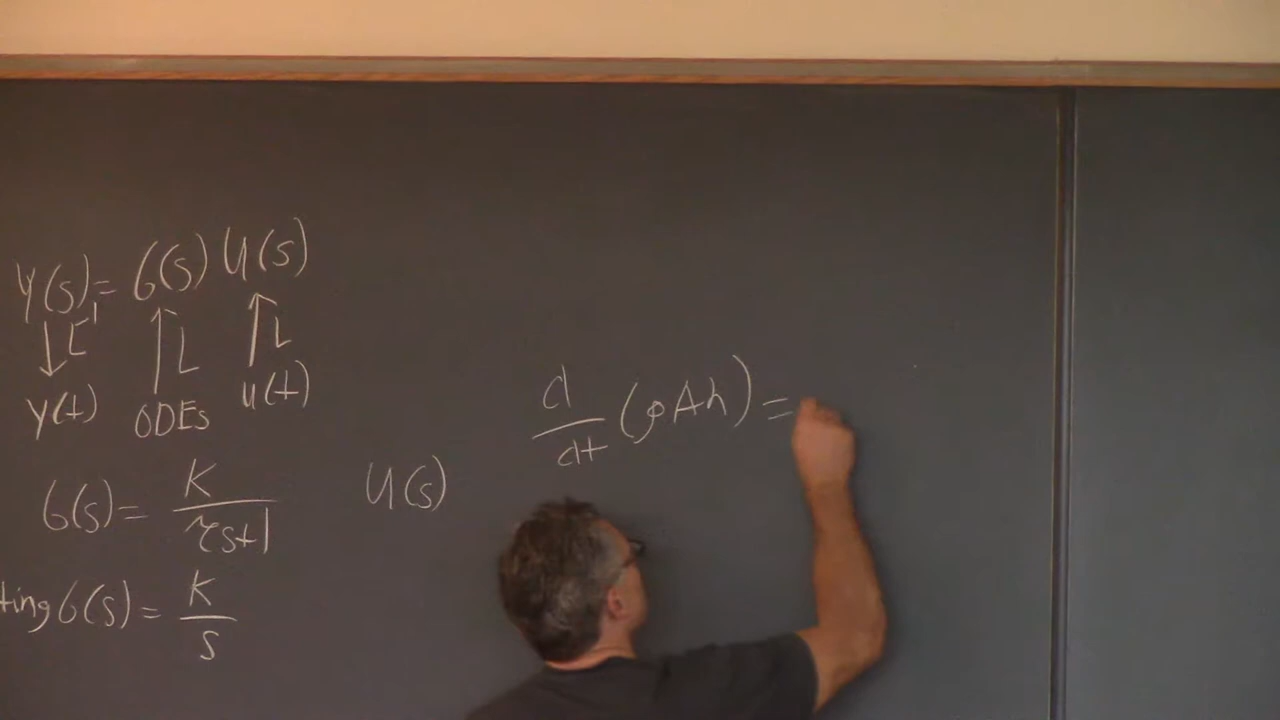 Y(s) = G(s) U(s)
↓ L⁻¹ ↑ L ↑ L
y(t) ODEs u(t)
G(s) = K / (τs+1) U(s)
ting G(s) = K / s
d/dt (ρAh) =